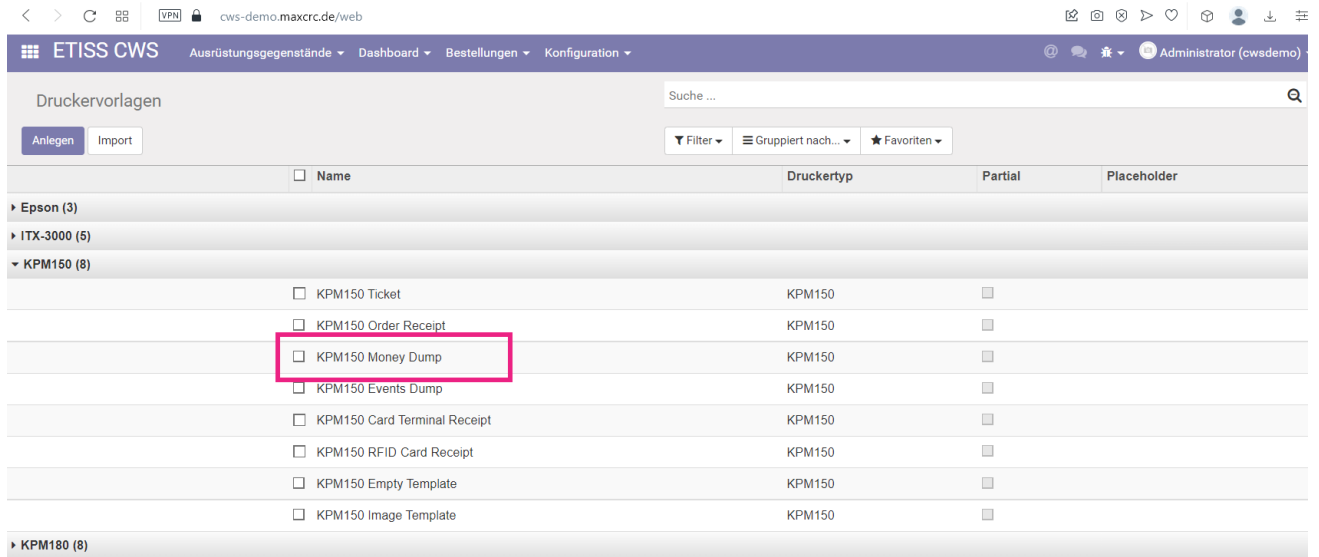 VPN cws-demo.maxcrc.de/web
ETISS CWS Ausrüstungsgegenstände Dashboard Bestellungen Konfiguration @ Administrator (cwsdemo)
Druckervorlagen Suche ...
Anlegen Import Filter Gruppiert nach... Favoriten
Name Druckertyp Partial Placeholder
Epson (3)
ITX-3000 (5)
KPM150 (8)
KPM150 Ticket KPM150
KPM150 Order Receipt KPM150
KPM150 Money Dump KPM150
KPM150 Events Dump KPM150
KPM150 Card Terminal Receipt KPM150
KPM150 RFID Card Receipt KPM150
KPM150 Empty Template KPM150
KPM150 Image Template KPM150
KPM180 (8)